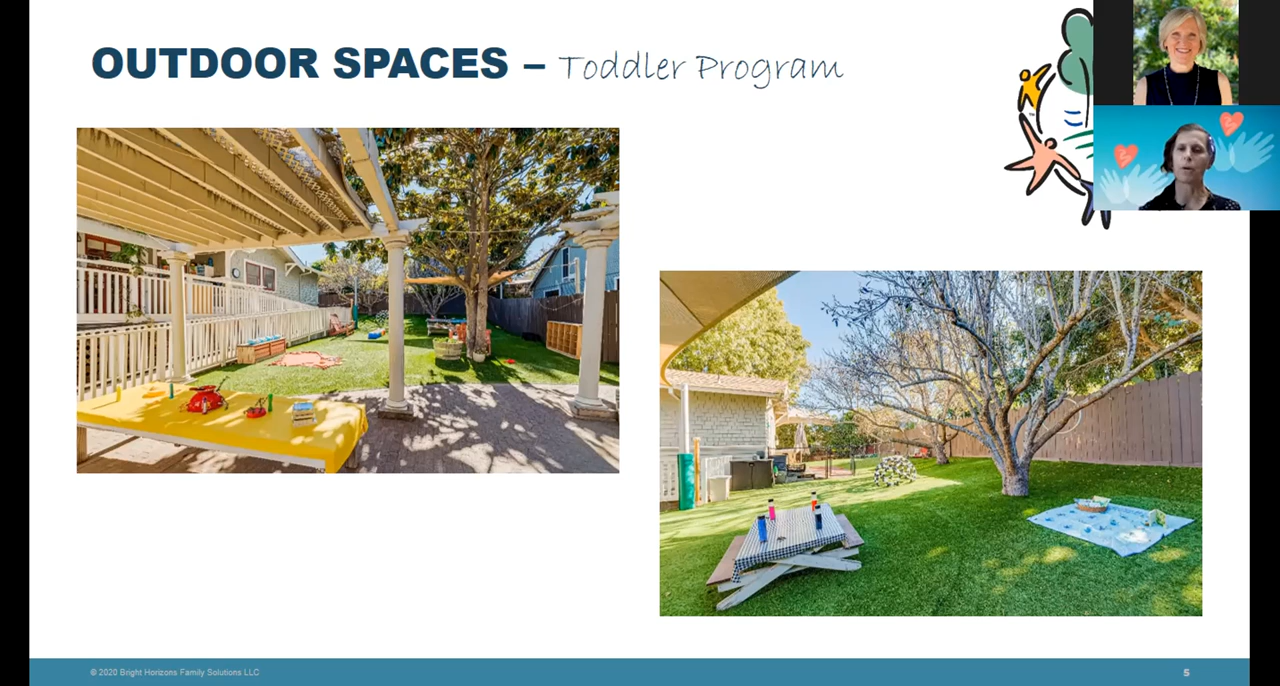 OUTDOOR SPACES – Toddler Program
© 2020 Bright Horizons Family Solutions LLC
5